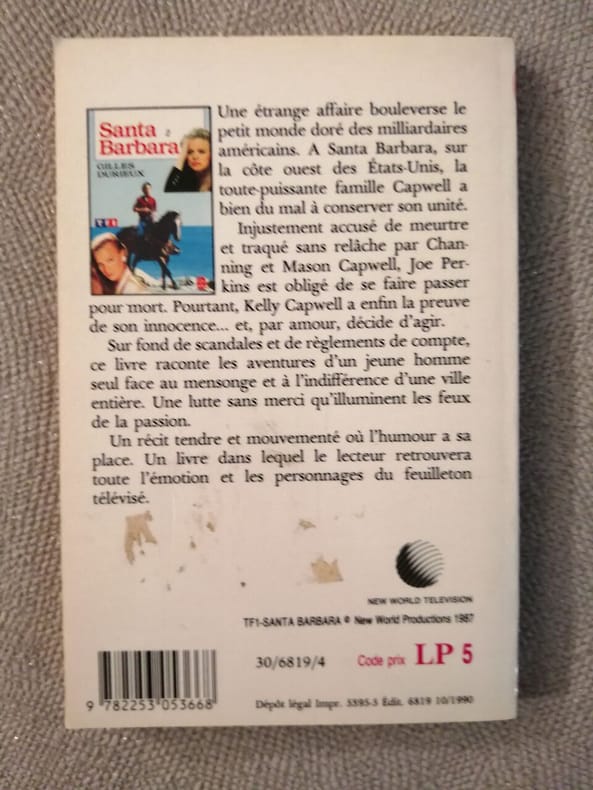 Santa
Barbara
GILLES
DURIEUX
TF1
Une étrange affaire bouleverse le
petit monde doré des milliardaires
américains. A Santa Barbara, sur
la côte ouest des États-Unis, la
toute-puissante famille Capwell a
bien du mal à conserver son unité.
Injustement accusé de meurtre
et traqué sans relâche par Chan-
ning et Mason Capwell, Joe Per-
kins est obligé de se faire passer
pour mort. Pourtant, Kelly Capwell a enfin la preuve
de son innocence... et, par amour, décide d'agir.
Sur fond de scandales et de règlements de compte,
ce livre raconte les aventures d'un jeune homme
seul face au mensonge et à l'indifférence d'une ville
entière. Une lutte sans merci qu'illuminent les feux
de la passion.
Un récit tendre et mouvementé où l'humour a sa
place. Un livre dans lequel le lecteur retrouvera
toute l'émotion et les personnages du feuilleton
télévisé.
NEW WORLD TELEVISION
TF1-SANTA BARBARA © New World Productions 1987
30/6819/4 Code prix LP 5
9 782253 053668
Dépôt légal Impr. 5395-5 Édit. 6819 10/1990